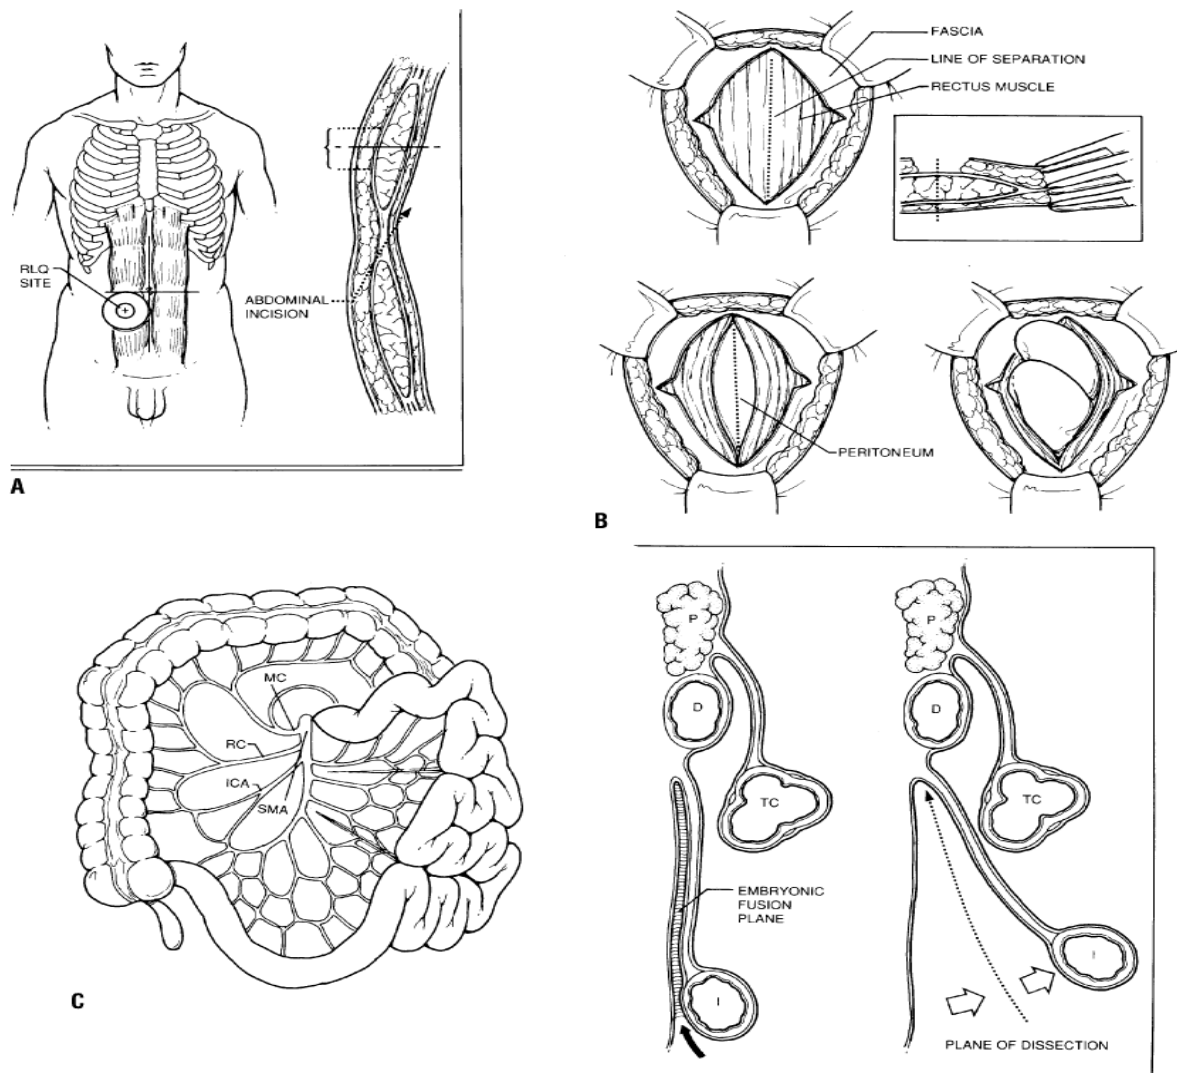 RLQ
SITE
ABDOMINAL
INCISION
A
FASCIA
LINE OF SEPARATION
RECTUS MUSCLE
PERITONEUM
B
MC
RC
ICA
SMA
C
P
D
TC
EMBRYONIC
FUSION
PLANE
I
P
D
TC
I
PLANE OF DISSECTION